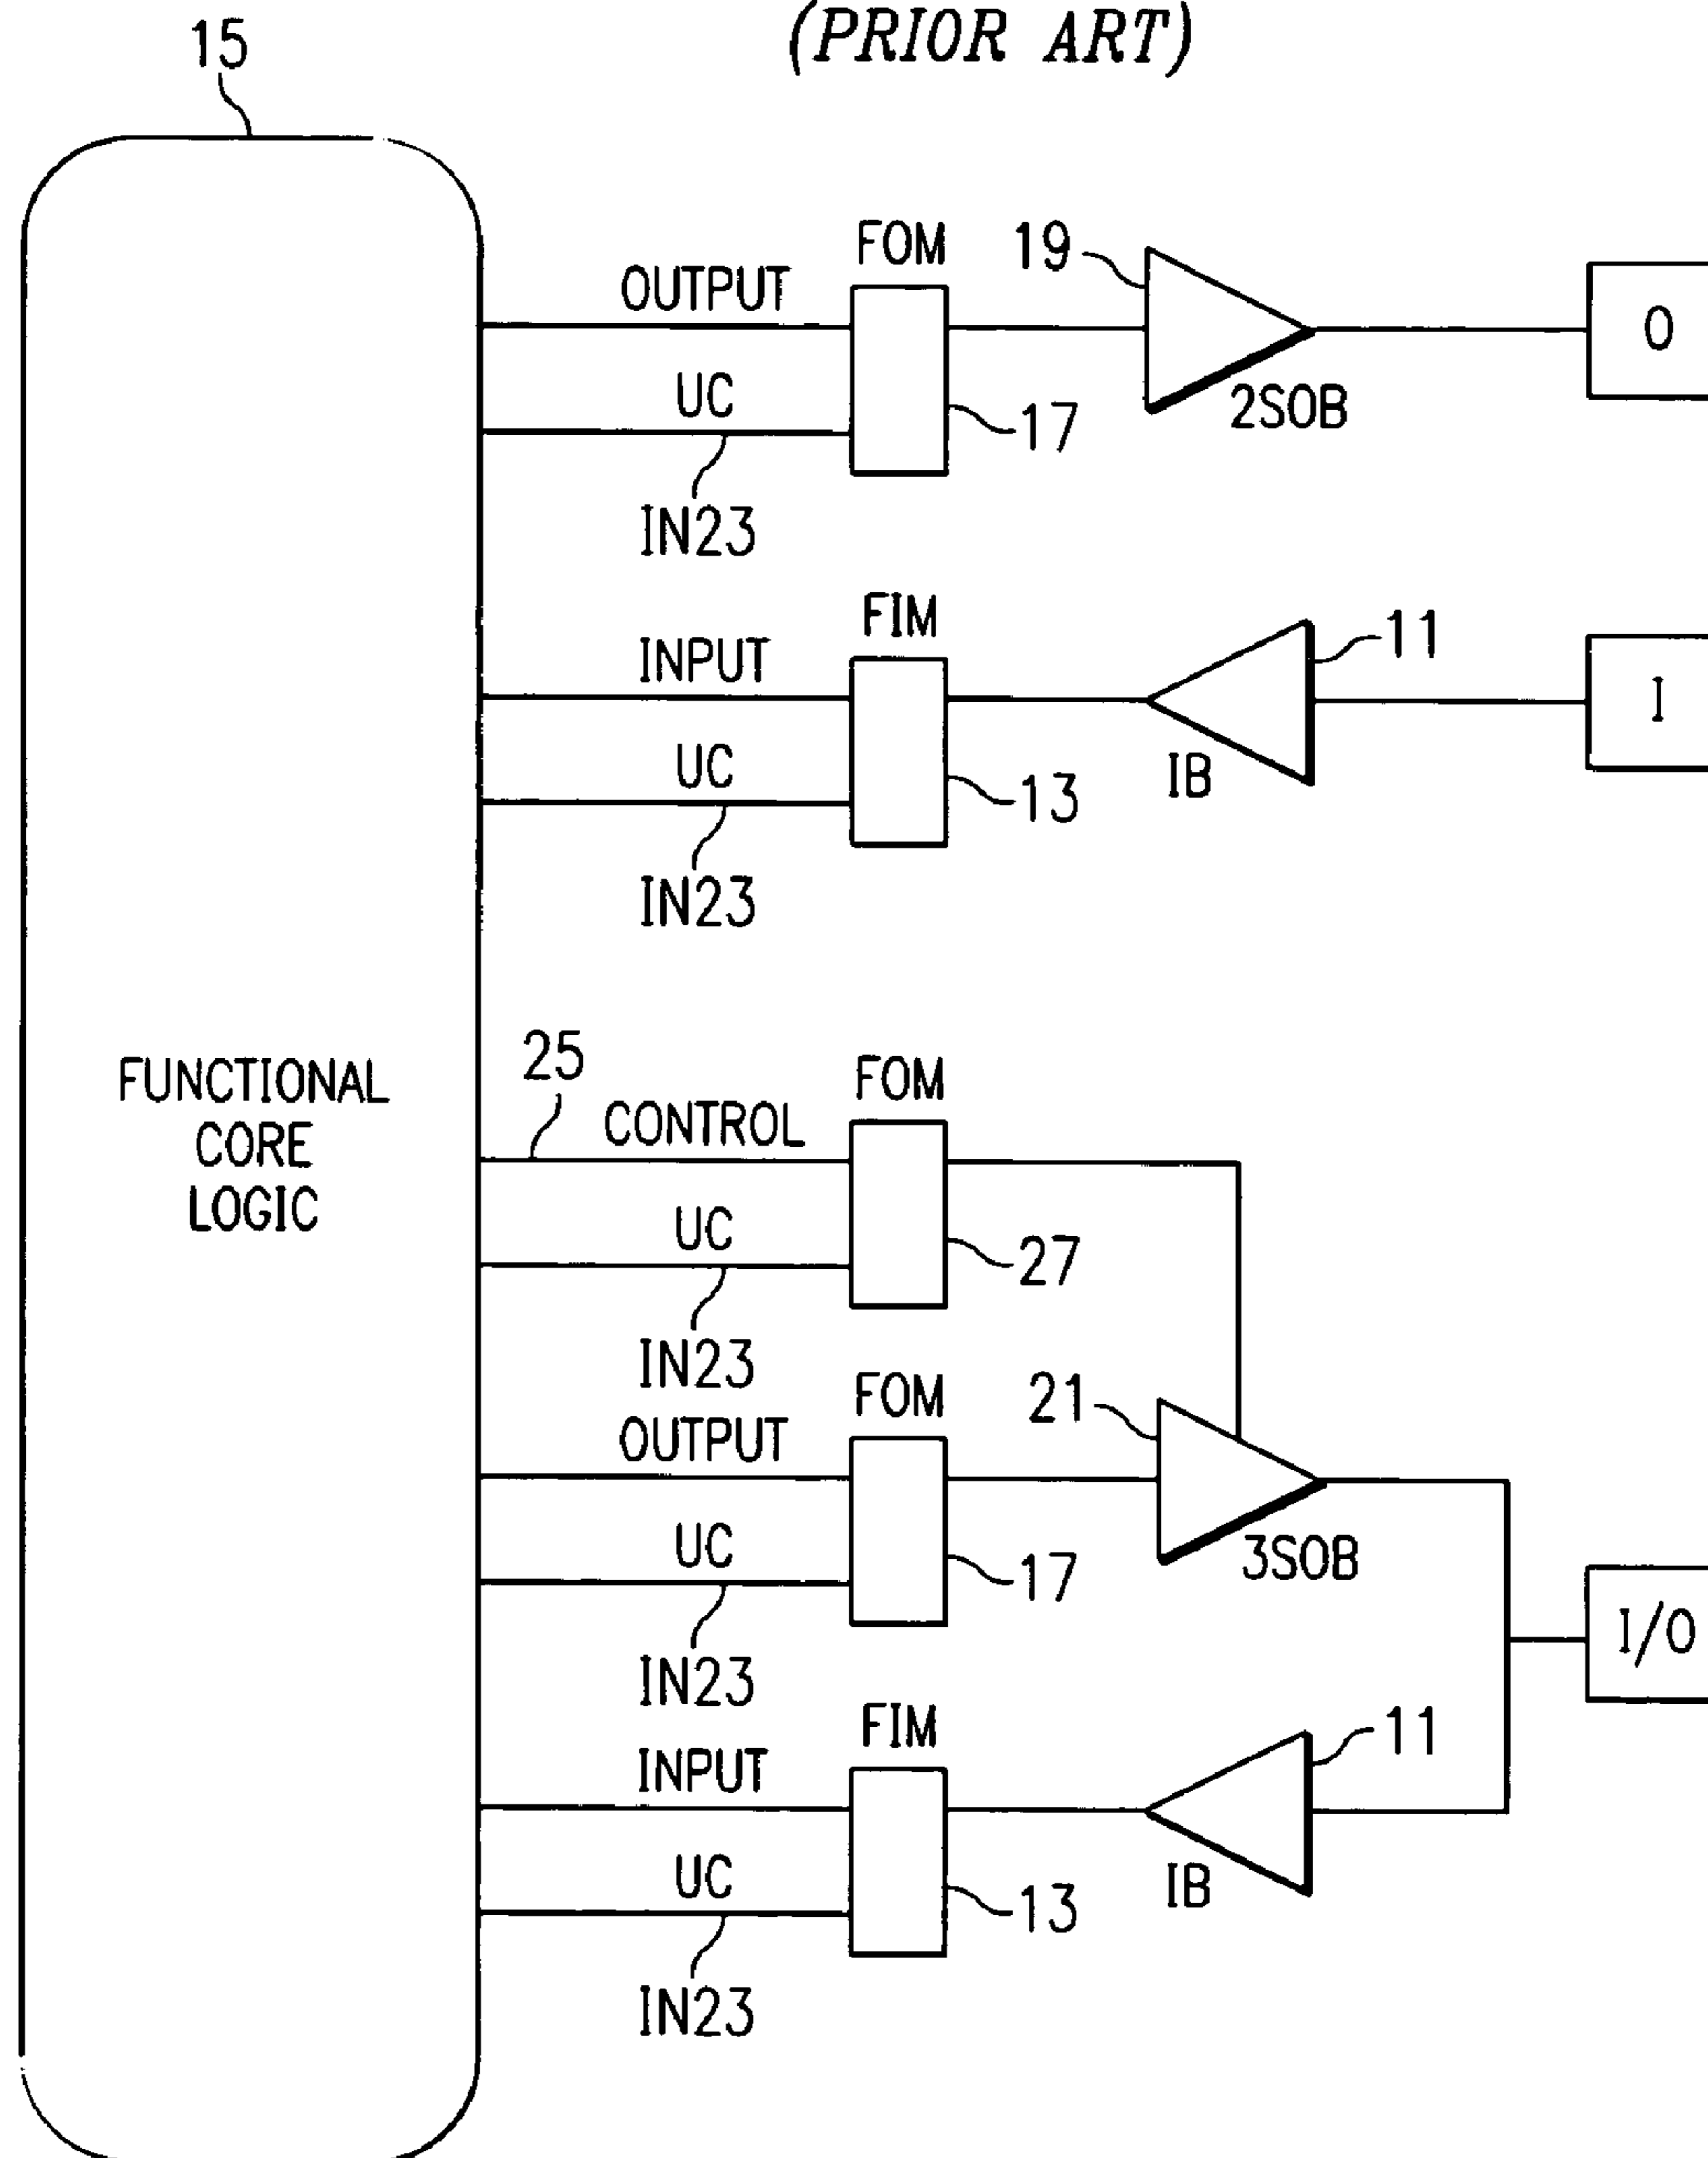 (PRIOR ART)
15
FUNCTIONAL
CORE
LOGIC
OUTPUT
FOM
19
O
UC
17
2SOB
IN23
INPUT
FIM
11
I
UC
13
IB
IN23
25
CONTROL
FOM
UC
27
IN23
OUTPUT
FOM
21
UC
17
3SOB
IN23
I/O
INPUT
FIM
11
UC
13
IB
IN23